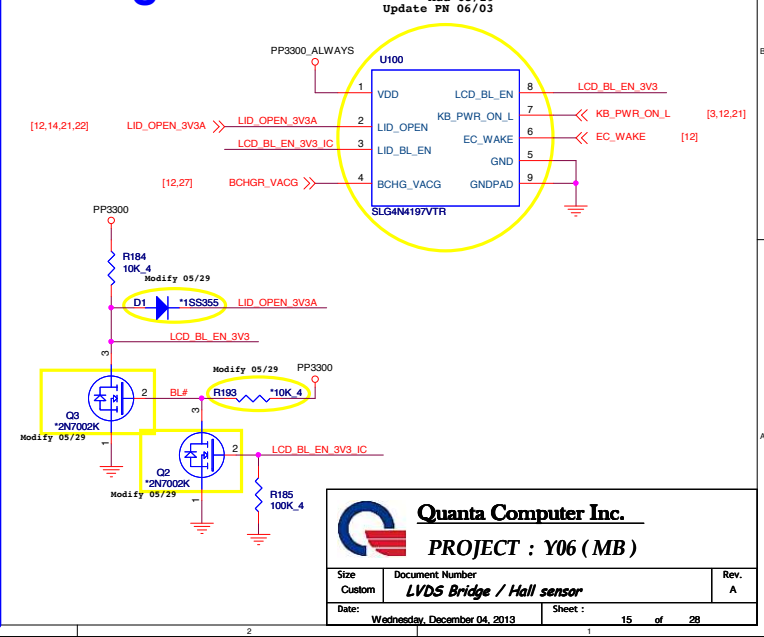 Update PN 06/03
PP3300_ALWAYS
U100
B
1 VDD
LCD_BL_EN 8 LCD_BL_EN_3V3
[12,14,21,22] LID_OPEN_3V3A LID_OPEN_3V3A 2 LID_OPEN
KB_PWR_ON_L 7 KB_PWR_ON_L [3,12,21]
LCD_BL_EN_3V3_IC 3 LID_BL_EN
EC_WAKE 6 EC_WAKE [12]
GND 5
[12,27] BCHGR_VACG 4 BCHG_VACG
GNDPAD 9
SLG4N4197VTR
PP3300
R184
10K_4
Modify 05/29
D1 *1SS355 LID_OPEN_3V3A
LCD_BL_EN_3V3
3
Modify 05/29
PP3300
2 BL# R193 *10K_4
Q3
*2N7002K
Modify 05/29
1
3
A
2 LCD_BL_EN_3V3_IC
Q2
*2N7002K
Modify 05/29
1
R185
100K_4
Quanta Computer Inc.
PROJECT : Y06 ( MB )
Size Document Number Rev.
Custom LVDS Bridge / Hall sensor A
Date: Wednesday, December 04, 2013 Sheet : 15 of 28
2 1